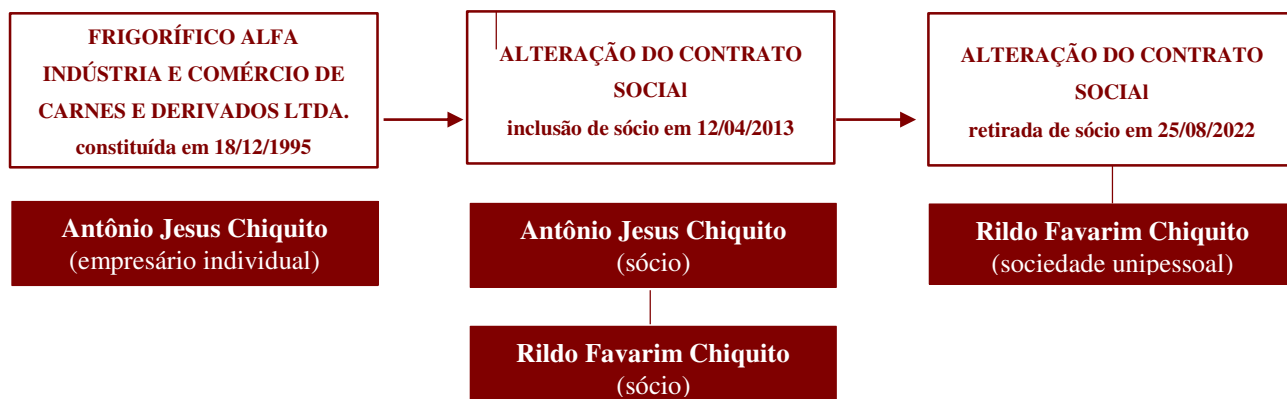 FRIGORÍFICO ALFA
INDÚSTRIA E COMÉRCIO DE
CARNES E DERIVADOS LTDA.
constituída em 18/12/1995
Antônio Jesus Chiquito
(empresário individual)
ALTERAÇÃO DO CONTRATO
SOCIAl
inclusão de sócio em 12/04/2013
Antônio Jesus Chiquito
(sócio)
Rildo Favarim Chiquito
(sócio)
ALTERAÇÃO DO CONTRATO
SOCIAl
retirada de sócio em 25/08/2022
Rildo Favarim Chiquito
(sociedade unipessoal)